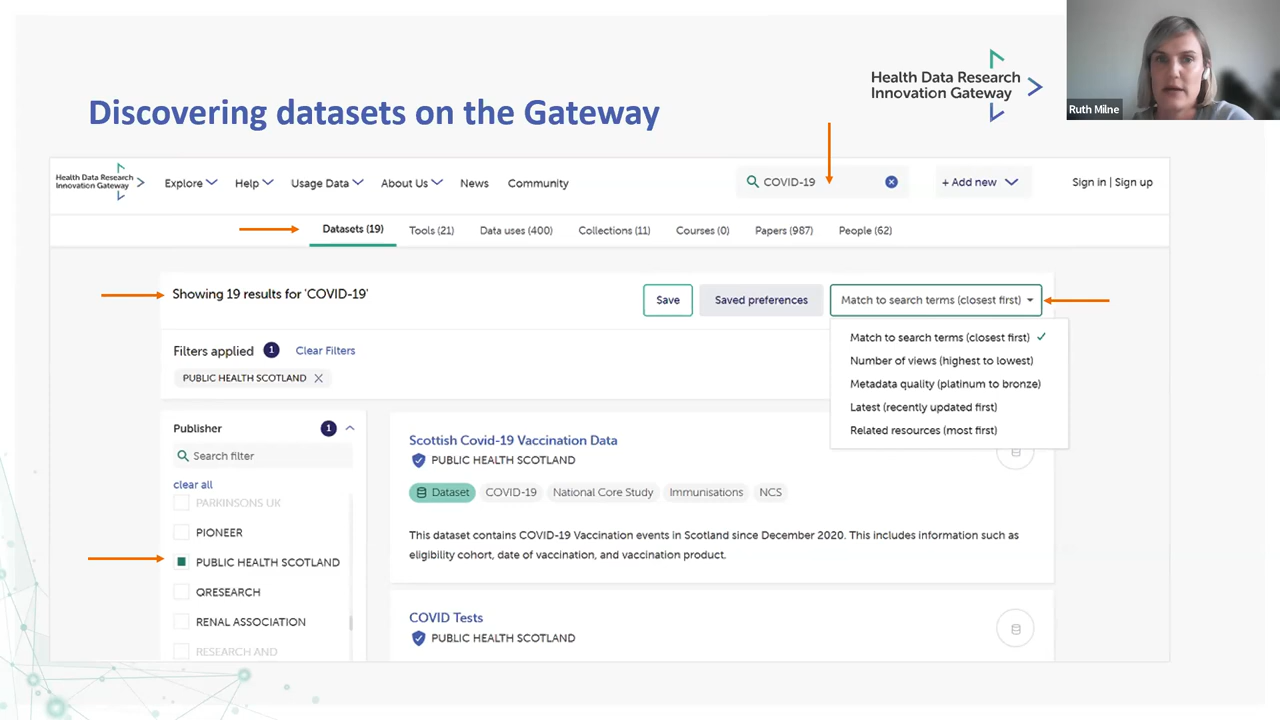 Discovering datasets on the Gateway
Health Data Research
Innovation Gateway
Ruth Milne
Health Data Research
Innovation Gateway
Explore
Help
Usage Data
About Us
News
Community
COVID-19
+ Add new
Sign in | Sign up
Datasets (19)
Tools (21)
Data uses (400)
Collections (11)
Courses (0)
Papers (987)
People (62)
Showing 19 results for 'COVID-19'
Save
Saved preferences
Match to search terms (closest first)
Match to search terms (closest first)
Number of views (highest to lowest)
Metadata quality (platinum to bronze)
Latest (recently updated first)
Related resources (most first)
Filters applied 1 Clear Filters
PUBLIC HEALTH SCOTLAND
Publisher 1
Search filter
clear all
PARKINSONS UK
PIONEER
PUBLIC HEALTH SCOTLAND
QRESEARCH
RENAL ASSOCIATION
RESEARCH AND
Scottish Covid-19 Vaccination Data
PUBLIC HEALTH SCOTLAND
Dataset COVID-19 National Core Study Immunisations NCS
This dataset contains COVID-19 Vaccination events in Scotland since December 2020. This includes information such as
eligibility cohort, date of vaccination, and vaccination product.
COVID Tests
PUBLIC HEALTH SCOTLAND